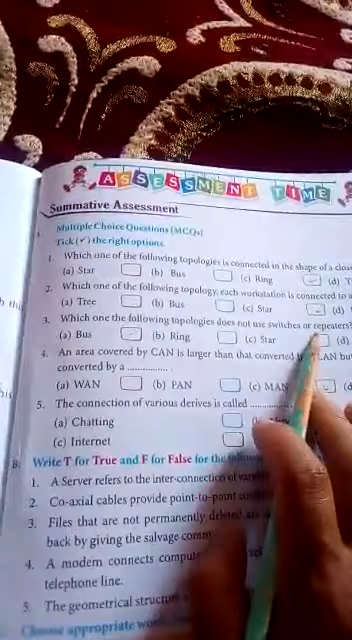 ASSESSMENT TIME
Summative Assessment
Multiple Choice Questions (MCQs)
Tick (✓) the right options.
1. Which one of the following topologies is connected in the shape of a
(a) Star (b) Bus (c) Ring (d)
2. Which one of the following topology, each workstation is connected to
(a) Tree (b) Bus (c) Star (d)
3. Which one the following topologies does not use switches or repeaters?
(a) Bus (b) Ring (c) Star (d)
4. An area covered by CAN is larger than that converted by LAN but
converted by a ...............
(a) WAN (b) PAN (c) MAN
5. The connection of various derives is called ...............
(a) Chatting (b)
(c) Internet
B. Write T for True and F for False for the following
1. A Server refers to the inter-connection of
2. Co-axial cables provide point-to-point
3. Files that are not permanently deleted are
back by giving the salvage
4. A modem connects
telephone line.
5. The geometrical
Choose appropriate